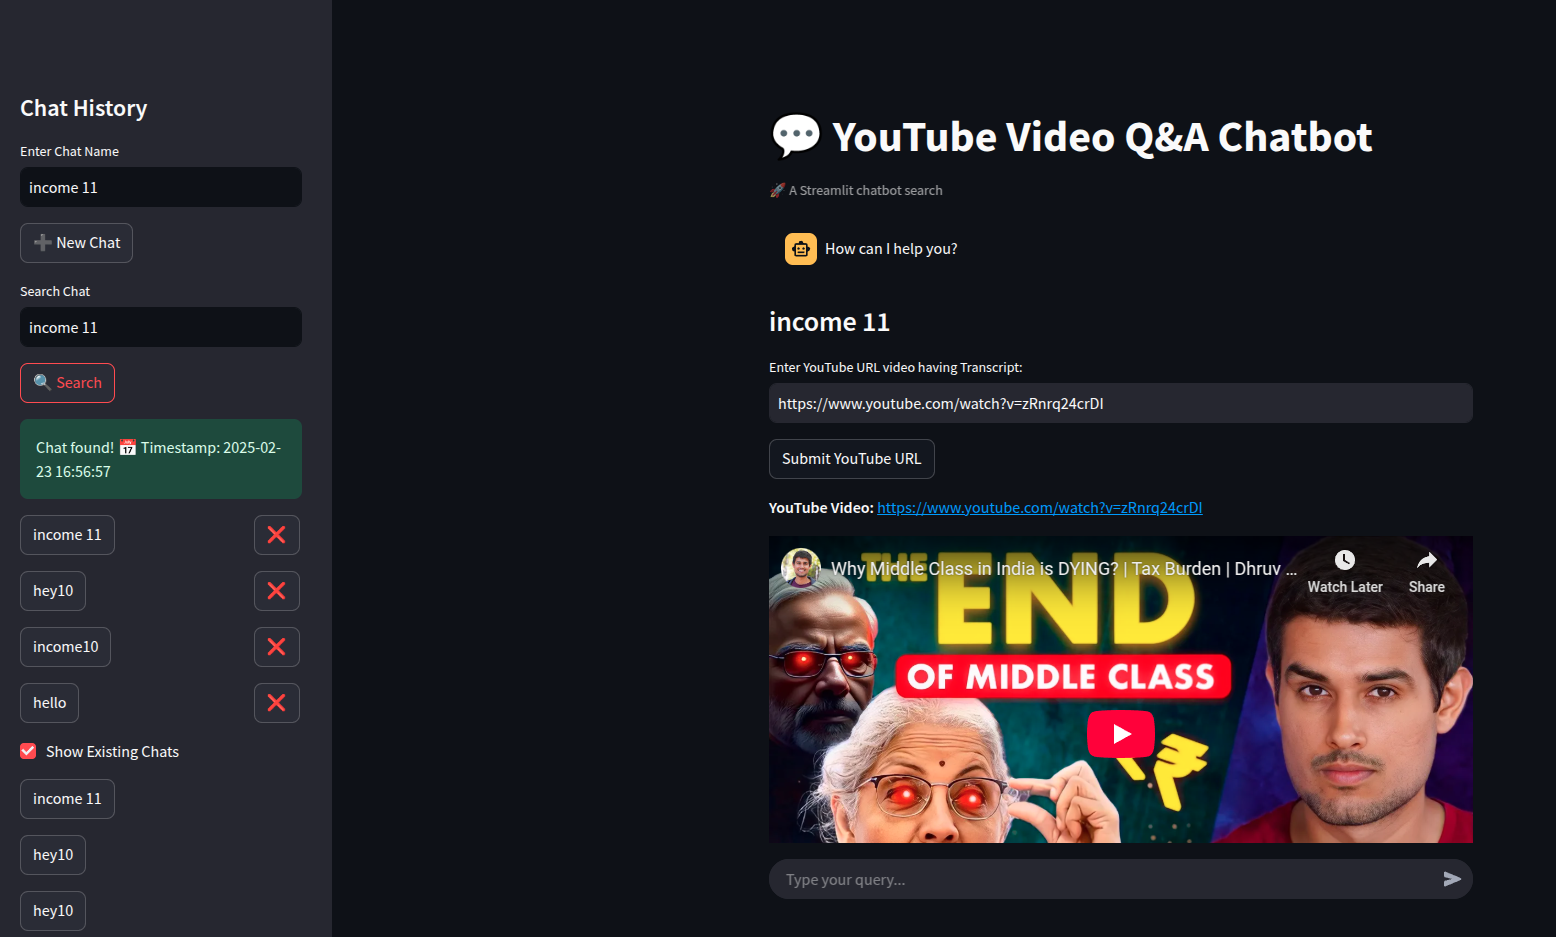 Chat History
Enter Chat Name
income 11
➕ New Chat
Search Chat
income 11
🔍 Search
Chat found! 📅 Timestamp: 2025-02-
23 16:56:57
income 11 ❌
hey10 ❌
income10 ❌
hello ❌
Show Existing Chats
income 11
hey10
hey10
💬 YouTube Video Q&A Chatbot
🚀 A Streamlit chatbot search
How can I help you?
income 11
Enter YouTube URL video having Transcript:
https://www.youtube.com/watch?v=zRnrq24crDI
Submit YouTube URL
YouTube Video: https://www.youtube.com/watch?v=zRnrq24crDI
Why Middle Class in India is DYING? | Tax Burden | Dhruv ...
Watch Later
Share
THE
END
OF MIDDLE CLASS
₹
Type your query...